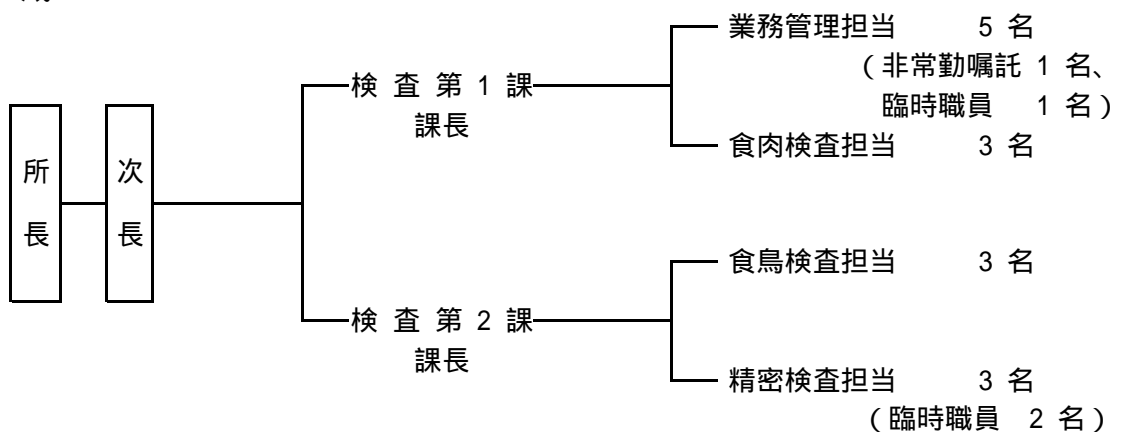 業務管理担当 5 名
（非常勤嘱託 1 名、
臨時職員 1 名）
検 査 第 1 課
課長
食肉検査担当 3 名
所長
次長
食鳥検査担当 3 名
検 査 第 2 課
課長
精密検査担当 3 名
（臨時職員 2 名）